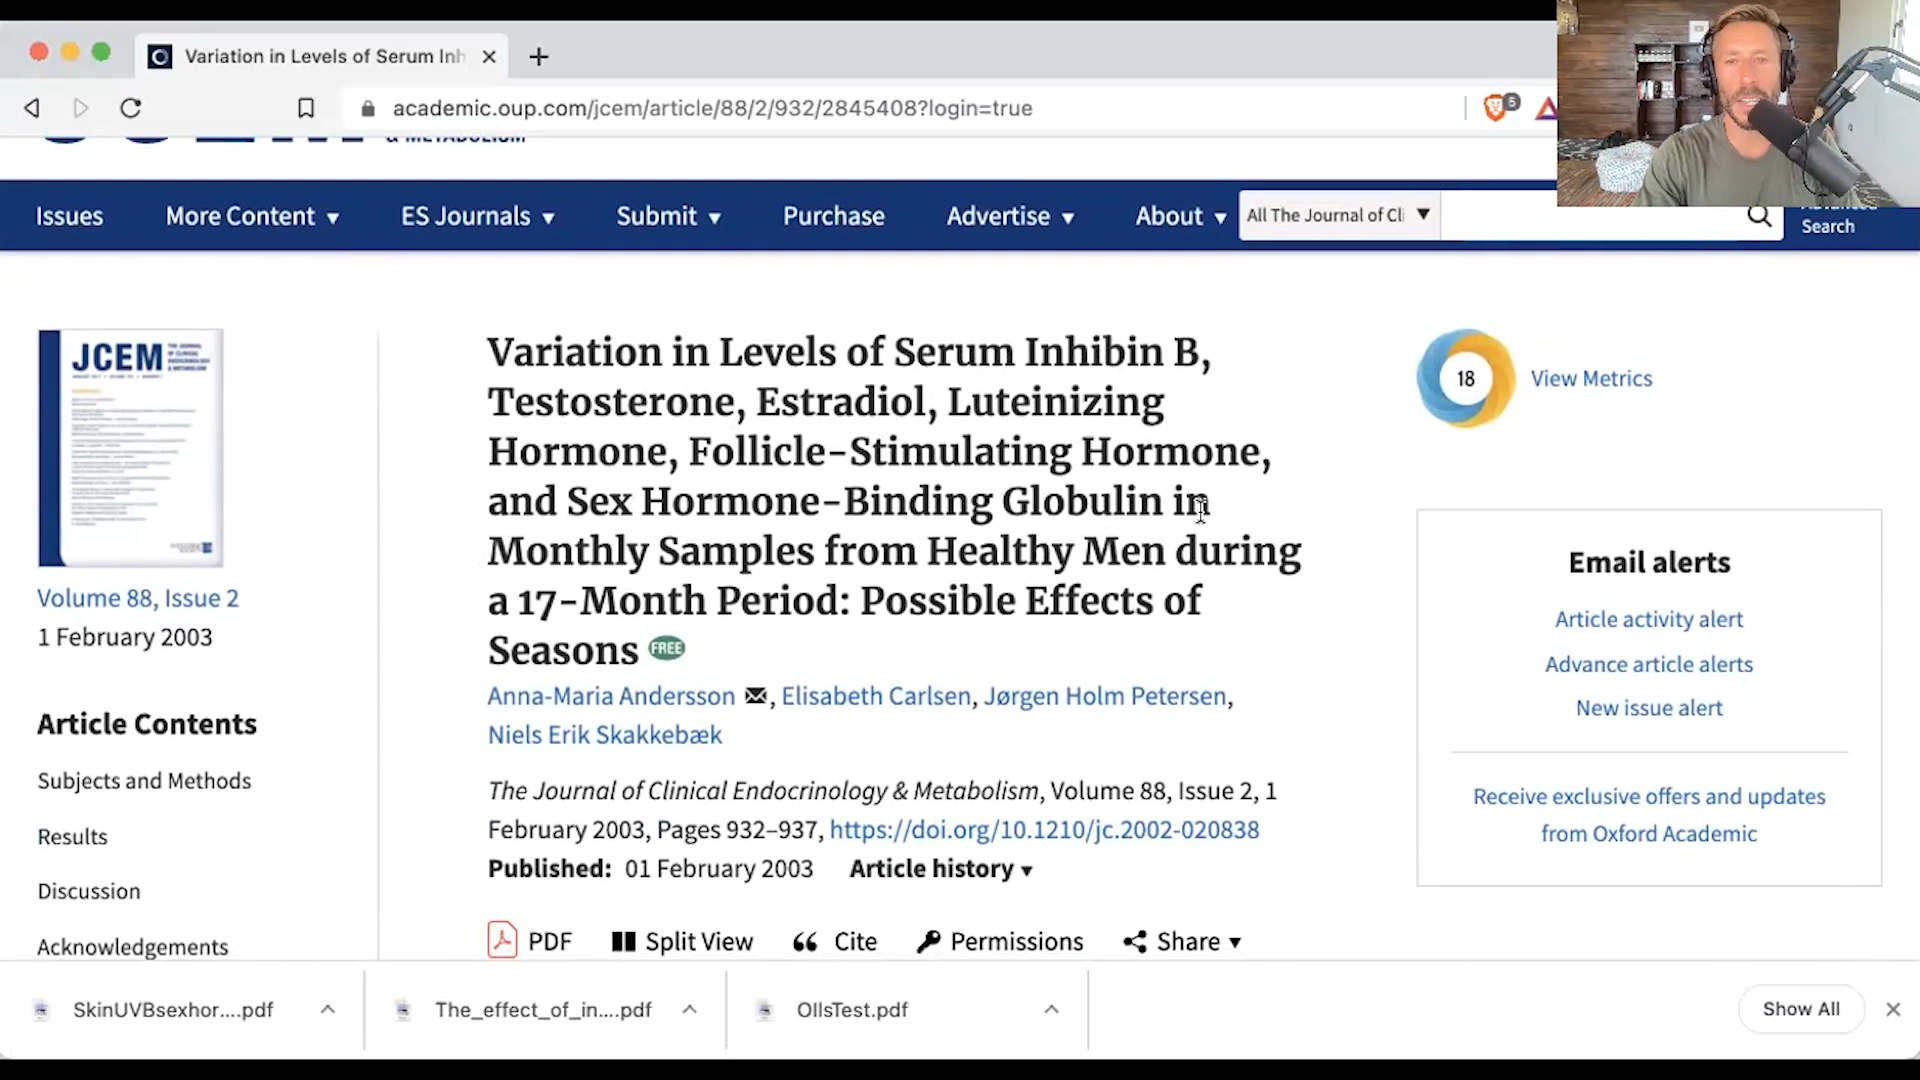 Variation in Levels of Serum Inh
academic.oup.com/jcem/article/88/2/932/2845408?login=true
5
& METABOLISM
Issues
More Content
ES Journals
Submit
Purchase
Advertise
About
All The Journal of Cli
Advanced
Search
JCEM
Volume 88, Issue 2
1 February 2003
Article Contents
Subjects and Methods
Results
Discussion
Acknowledgements
Variation in Levels of Serum Inhibin B,
Testosterone, Estradiol, Luteinizing
Hormone, Follicle-Stimulating Hormone,
and Sex Hormone-Binding Globulin in
Monthly Samples from Healthy Men during
a 17-Month Period: Possible Effects of
Seasons FREE
Anna-Maria Andersson, Elisabeth Carlsen, Jørgen Holm Petersen,
Niels Erik Skakkebæk
The Journal of Clinical Endocrinology & Metabolism, Volume 88, Issue 2, 1
February 2003, Pages 932–937, https://doi.org/10.1210/jc.2002-020838
Published: 01 February 2003 Article history
PDF
Split View
Cite
Permissions
Share
18
View Metrics
Email alerts
Article activity alert
Advance article alerts
New issue alert
Receive exclusive offers and updates
from Oxford Academic
SkinUVBsexhor....pdf
The_effect_of_in....pdf
OllsTest.pdf
Show All